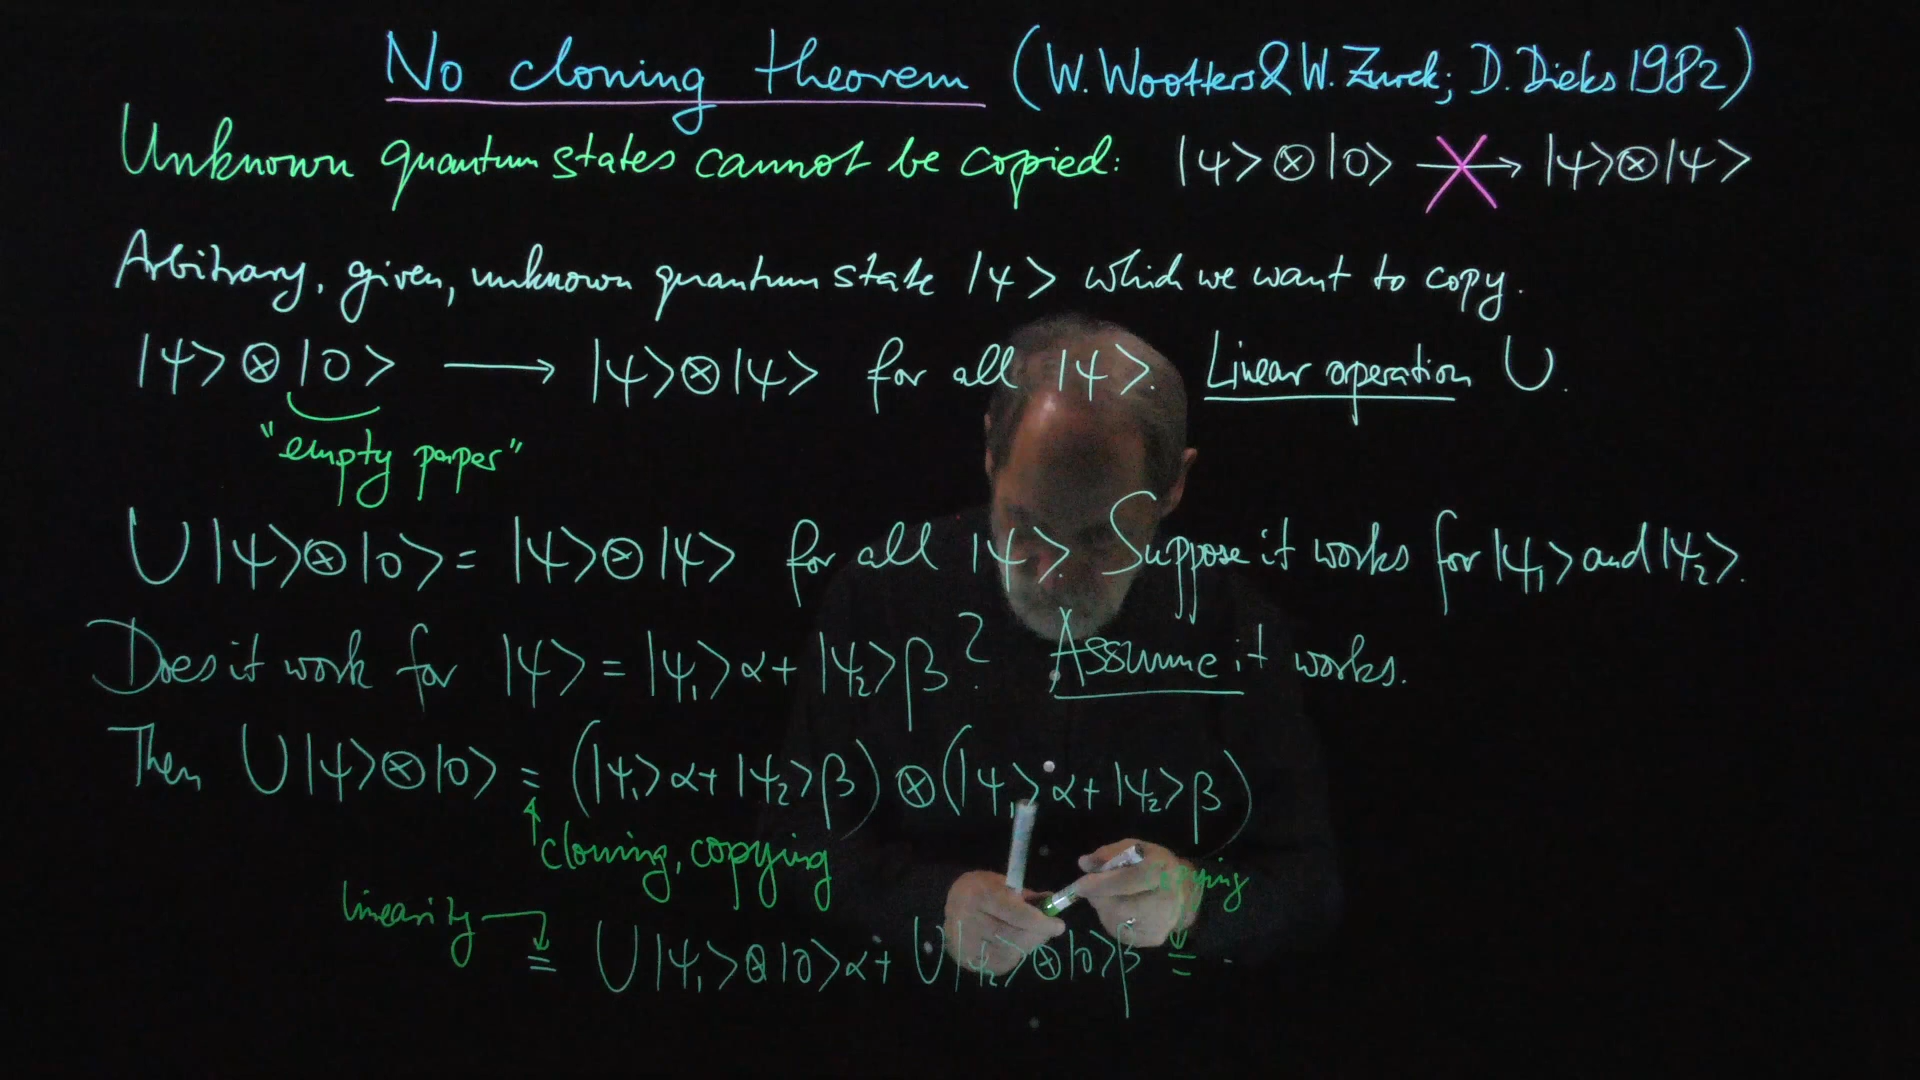 No cloning theorem (W. Wootters & W. Zurek; D. Dieks 1982)
Unknown quantum states cannot be copied: |ψ>⊗|0> → |ψ>⊗|ψ>
Arbitrary, given, unknown quantum state |ψ> which we want to copy.
|ψ>⊗|0> → |ψ>⊗|ψ> for all |ψ>. Linear operation U.
"empty paper"
U|ψ>⊗|0> = |ψ>⊗|ψ> for all |ψ>. Suppose it works for |ψ₁> and |ψ₂>.
Does it work for |ψ> = |ψ₁>α + |ψ₂>β? Assume it works.
Then U|ψ>⊗|0> = (|ψ₁>α + |ψ₂>β) ⊗ (|ψ₁>α + |ψ₂>β)
cloning, copying
copying
linearity
= U|ψ₁>⊗|0>α + U|ψ₂>⊗|0>β =